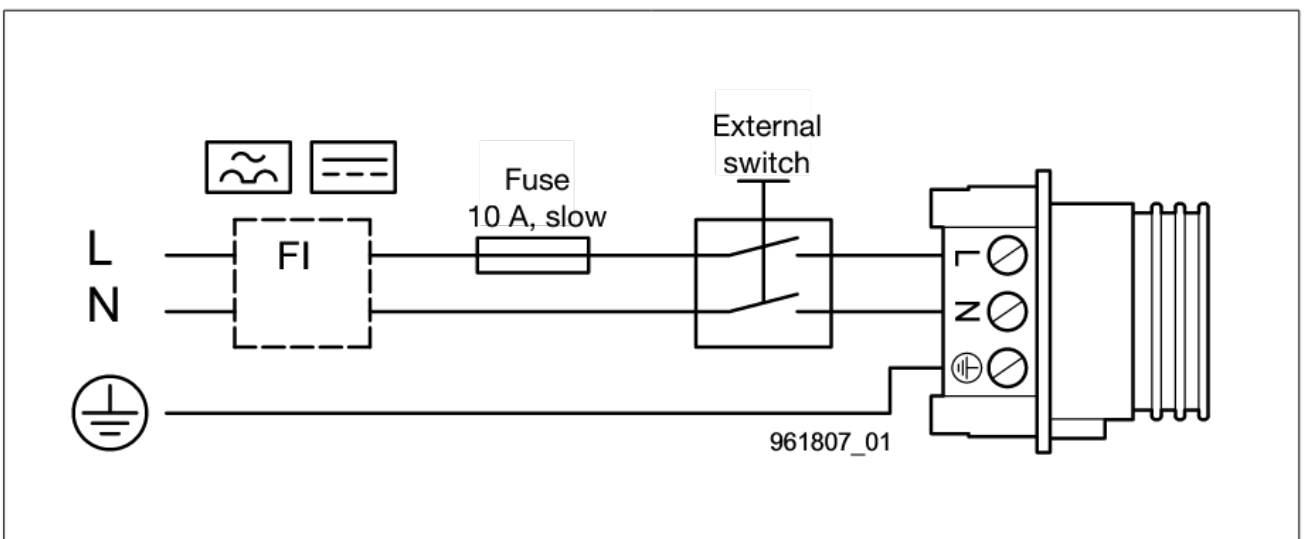 External
switch
Fuse
10 A, slow
L
FI
L
N
N
961807_01